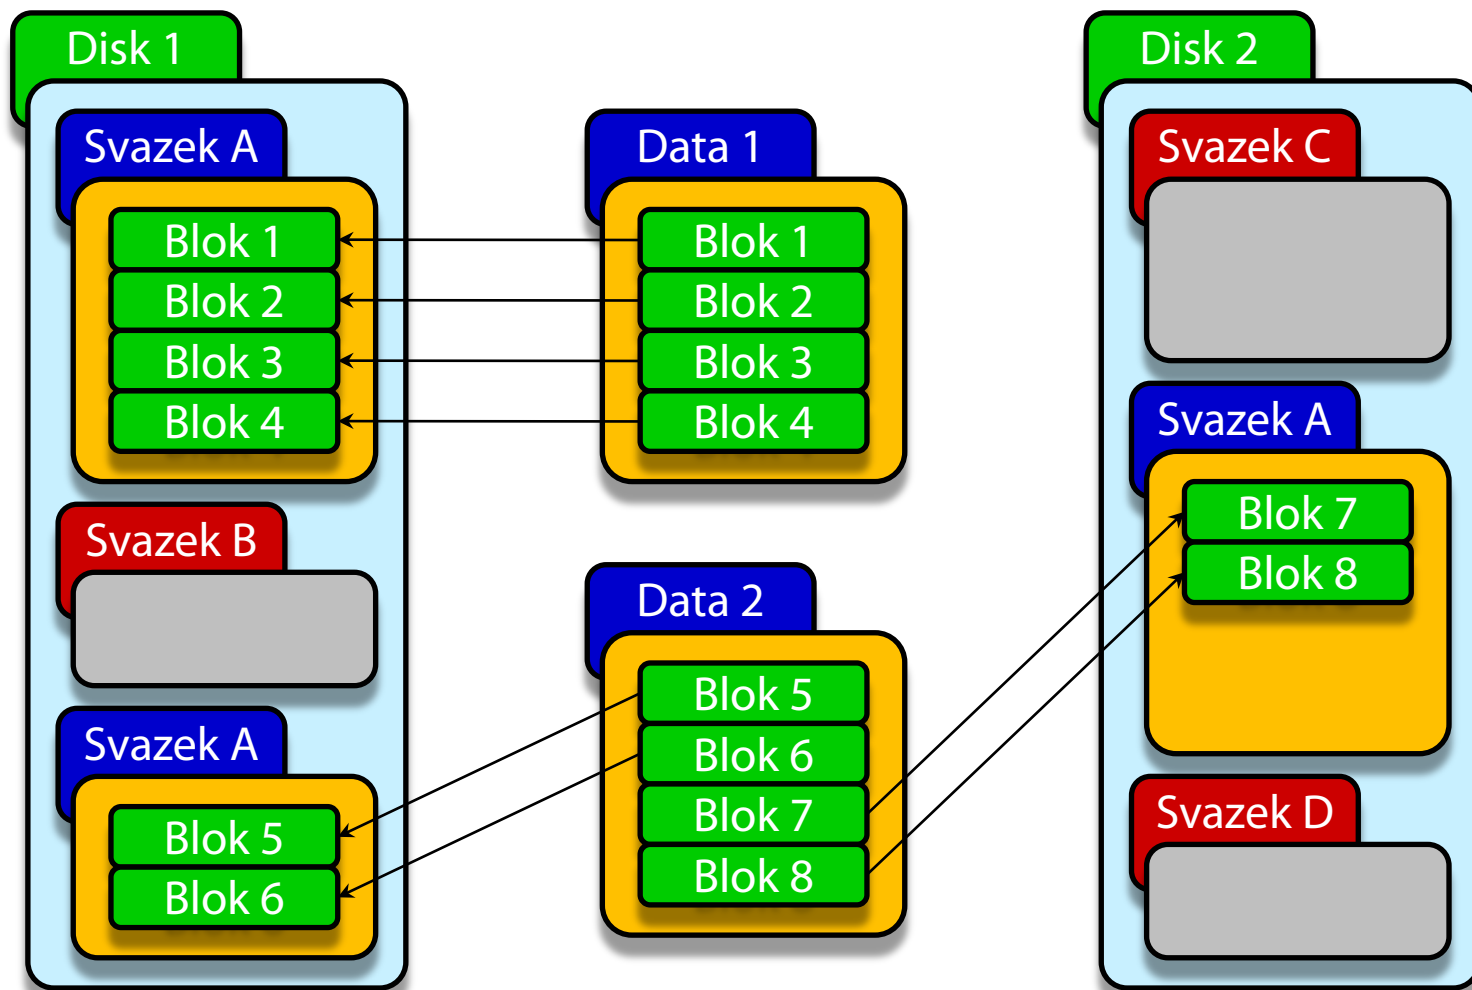 Disk 1
Svazek A
Blok 1
Blok 2
Blok 3
Blok 4
Svazek B
Svazek A
Blok 5
Blok 6
Data 1
Blok 1
Blok 2
Blok 3
Blok 4
Data 2
Blok 5
Blok 6
Blok 7
Blok 8
Disk 2
Svazek C
Svazek A
Blok 7
Blok 8
Svazek D